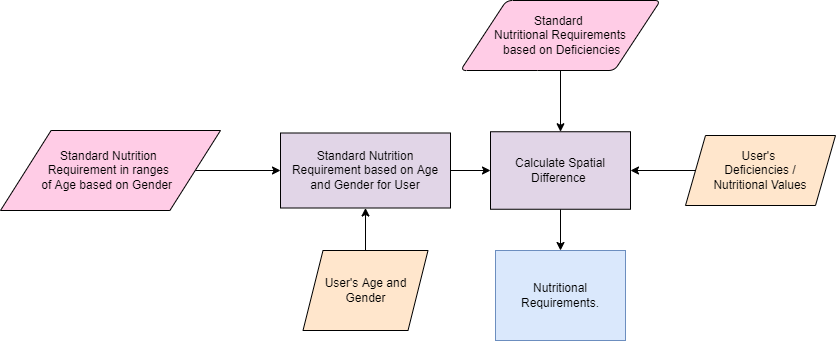 Standard
Nutritional Requirements
based on Deficiencies
Standard Nutrition
Requirement in ranges
of Age based on Gender
Standard Nutrition
Requirement based on Age
and Gender for User
Calculate Spatial
Difference
User's
Deficiencies /
Nutritional Values
User's Age and
Gender
Nutritional
Requirements.